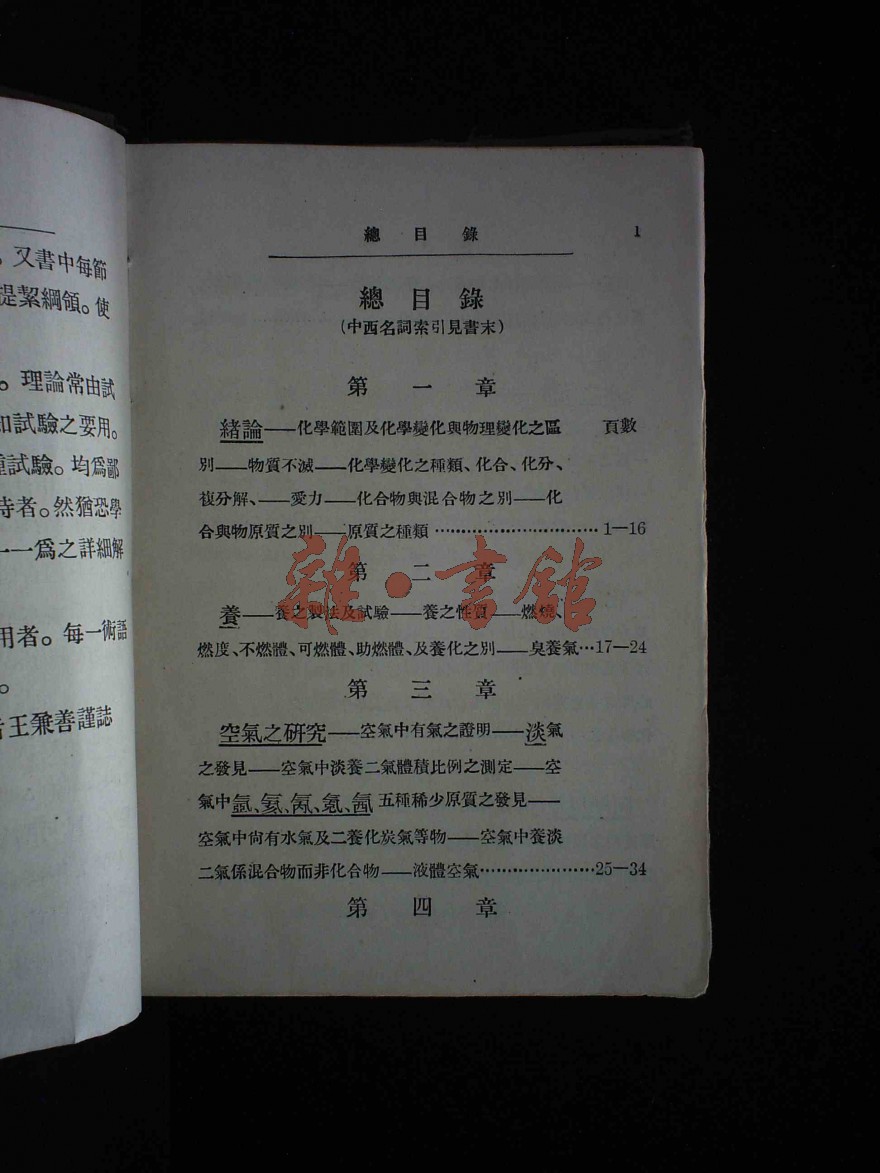 。又書中每節
提絜綱領。使
。理論常由試
如試驗之要用。
種試驗。均爲鄙
待者。然猶恐學
一一爲之詳細解
用者。每一術語
。
王兼善謹誌
總目錄 1
總目錄
(中西名詞索引見書末)
第一章
緒論——化學範圍及化學變化與物理變化之區 頁數
別——物質不滅——化學變化之種類、化合、化分、
複分解、——愛力——化合物與混合物之別——化
合與物原質之別——原質之種類 …………………………1—16
第二章
養——養之製法及試驗——養之性質——燃燒、
燃度、不燃體、可燃體、助燃體、及養化之別——臭養氣…17—24
第三章
空氣之硏究——空氣中有氣之證明——淡氣
之發見——空氣中淡養二氣體積比例之測定——空
氣中氩、氦、氖、氪、氙五種稀少原質之發見——
空氣中尙有水氣及二養化炭氣等物——空氣中養淡
二氣係混合物而非化合物——液體空氣…………………25—34
第四章
雜·書館